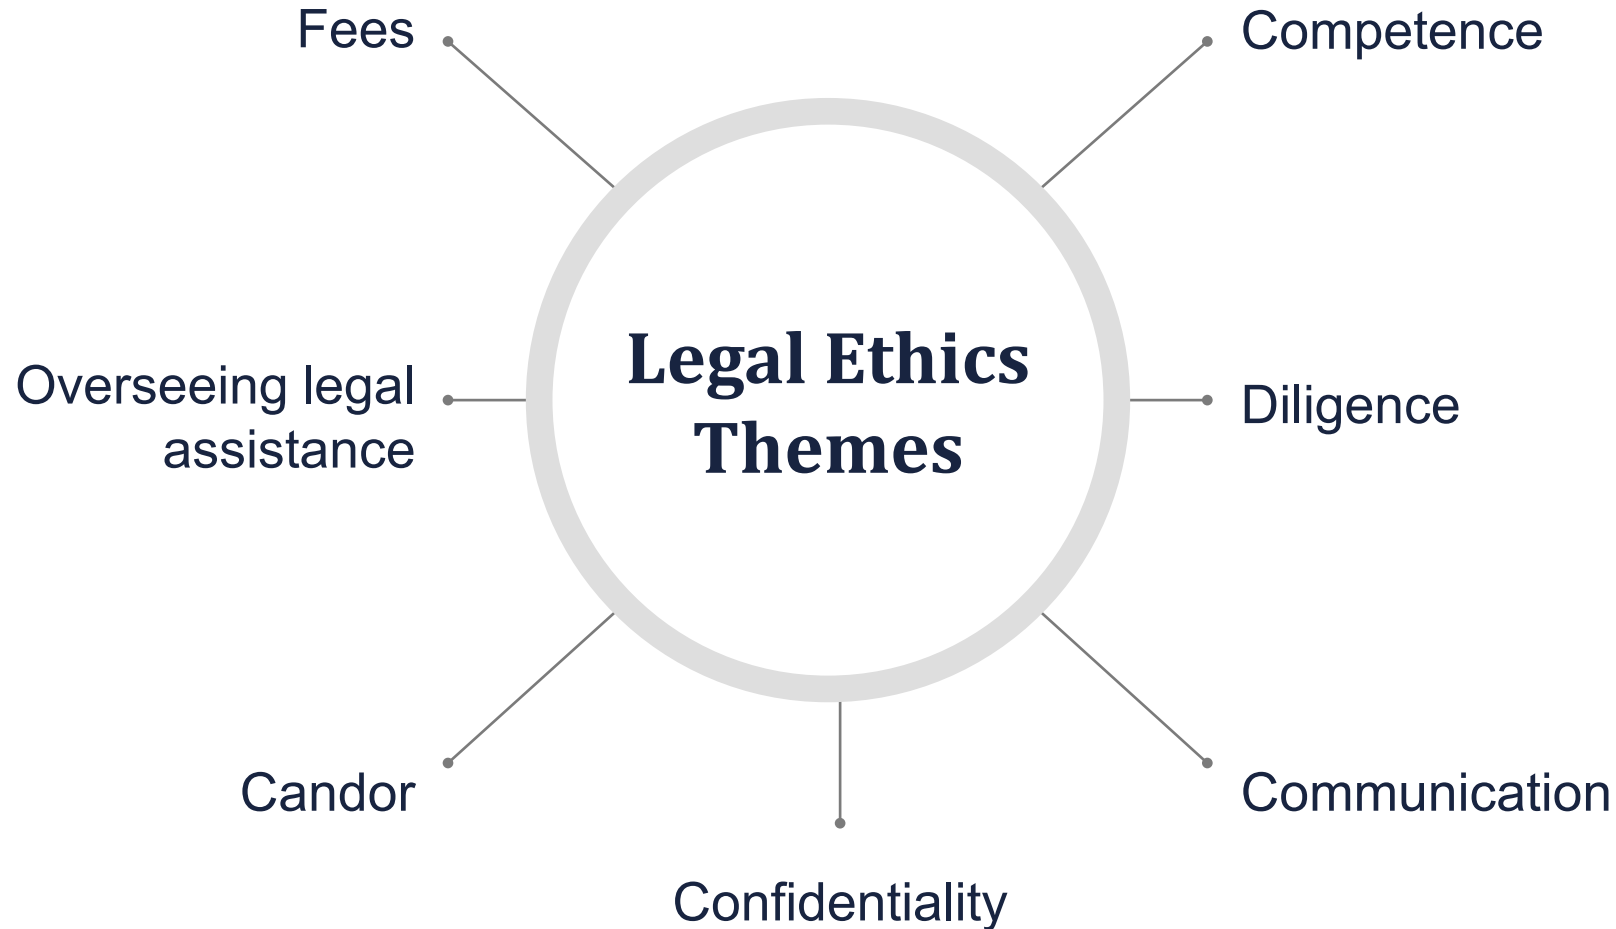 Fees
Competence
Legal Ethics
Themes
Overseeing legal
assistance
Diligence
Candor
Communication
Confidentiality